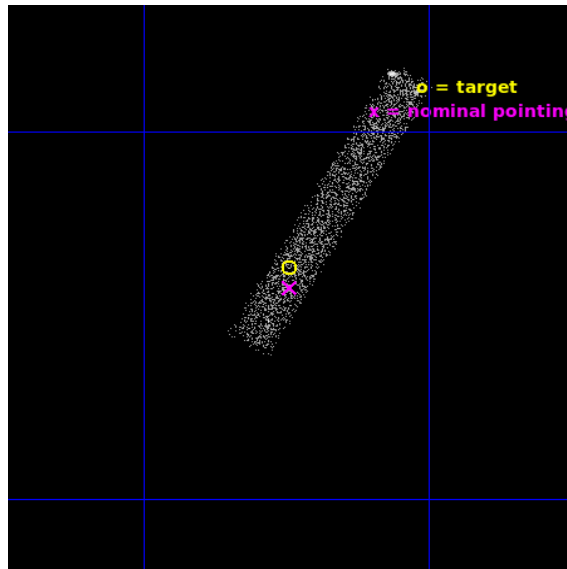 o = target
x = nominal pointing